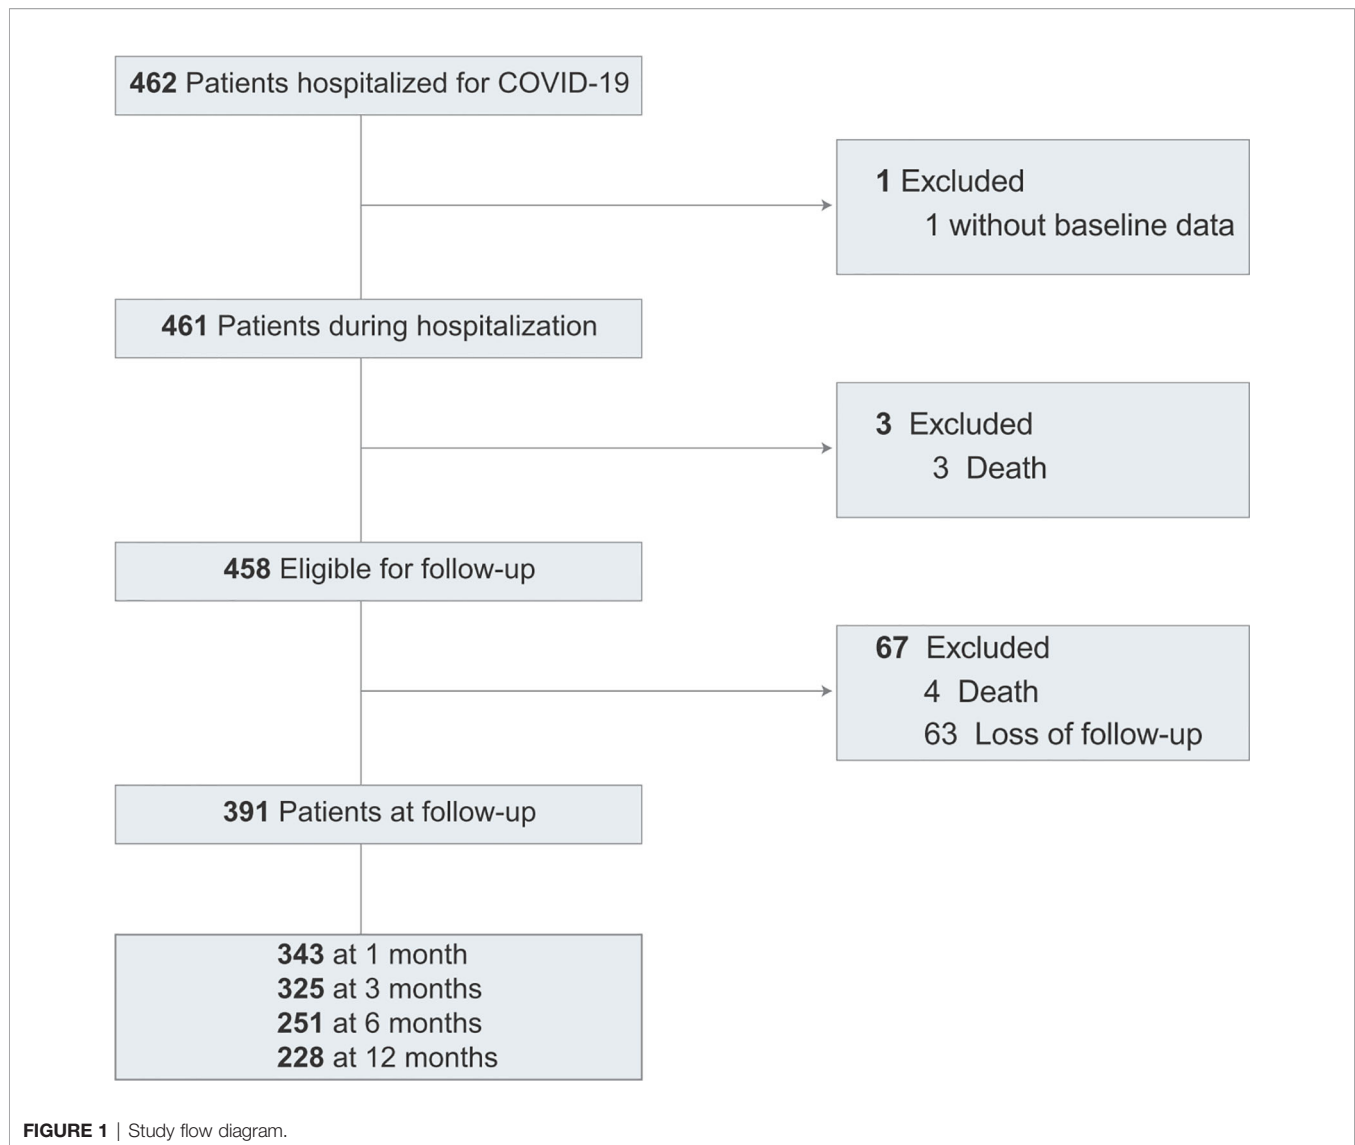 462 Patients hospitalized for COVID-19
1 Excluded
1 without baseline data
461 Patients during hospitalization
3 Excluded
3 Death
458 Eligible for follow-up
67 Excluded
4 Death
63 Loss of follow-up
391 Patients at follow-up
343 at 1 month
325 at 3 months
251 at 6 months
228 at 12 months
FIGURE 1 | Study flow diagram.